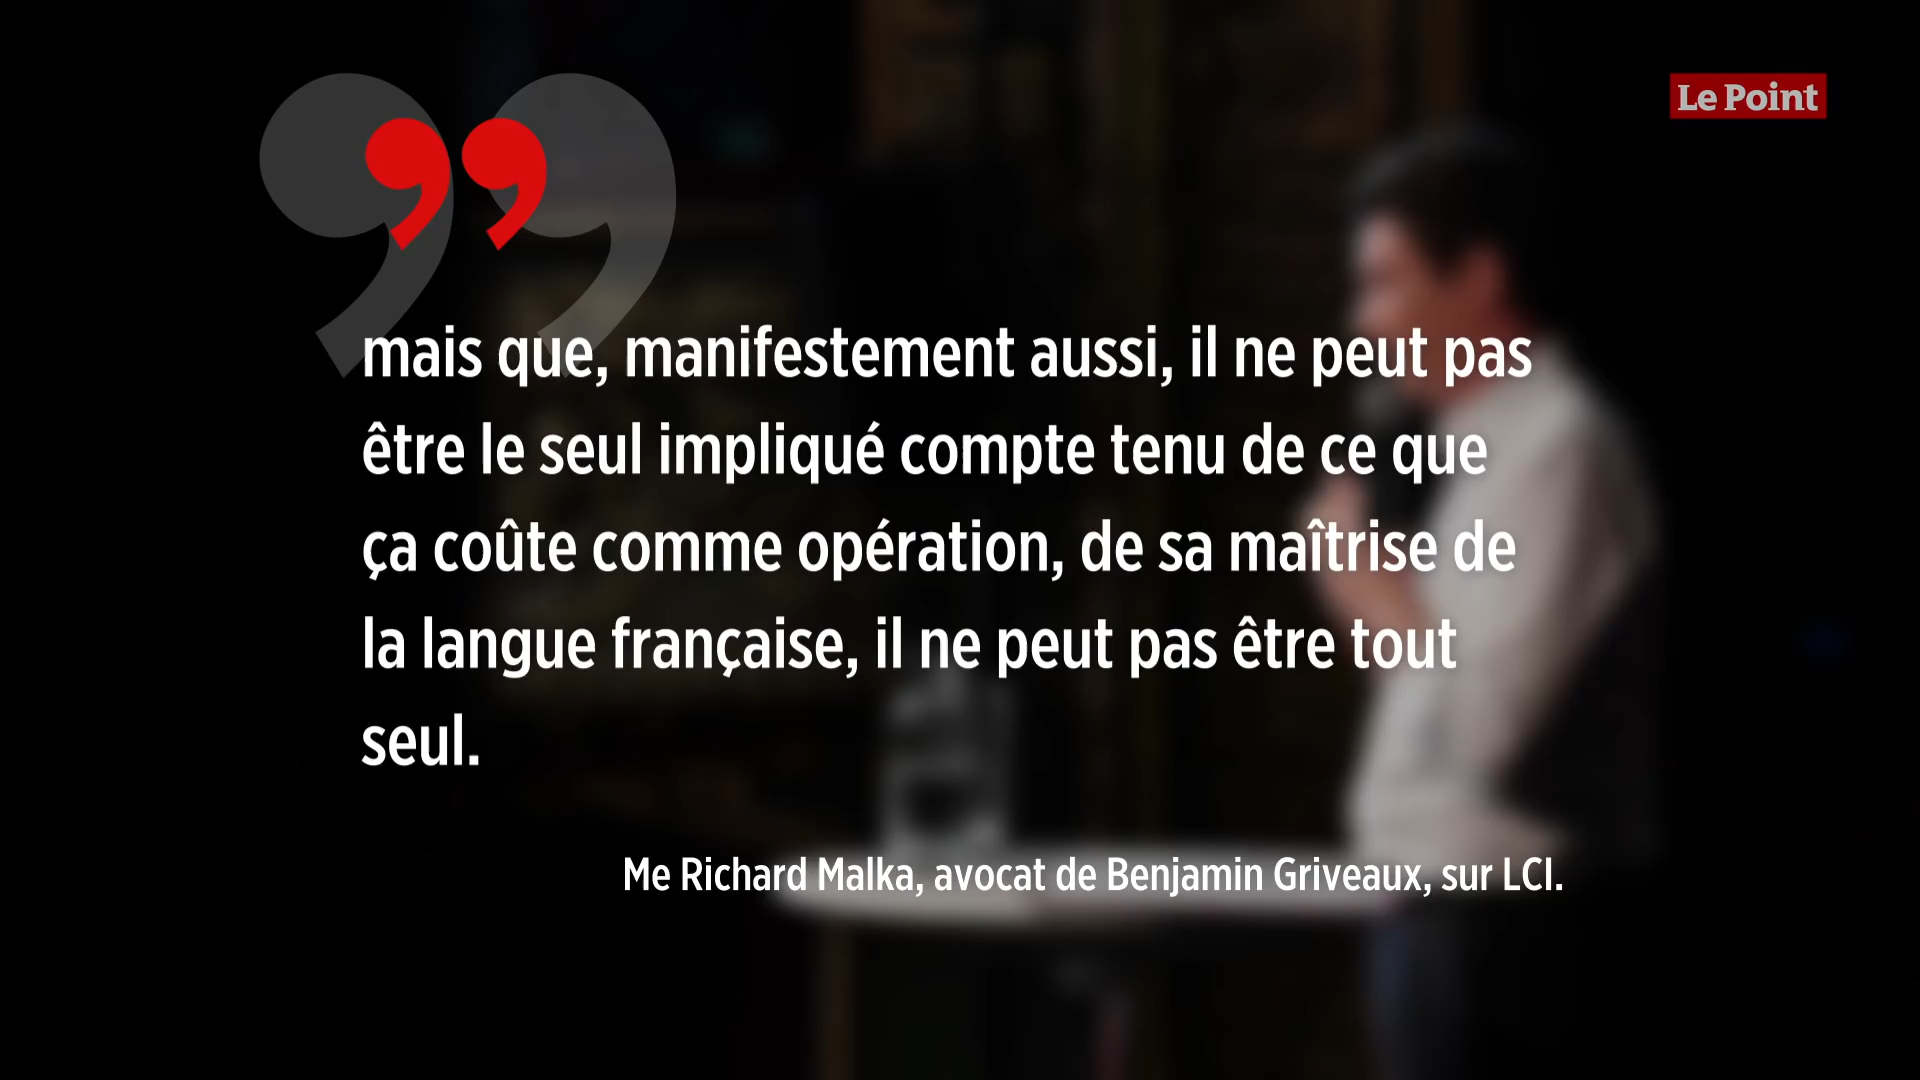 Le Point
mais que, manifestement aussi, il ne peut pas
être le seul impliqué compte tenu de ce que
ça coûte comme opération, de sa maîtrise de
la langue française, il ne peut pas être tout
seul.
Me Richard Malka, avocat de Benjamin Griveaux, sur LCI.